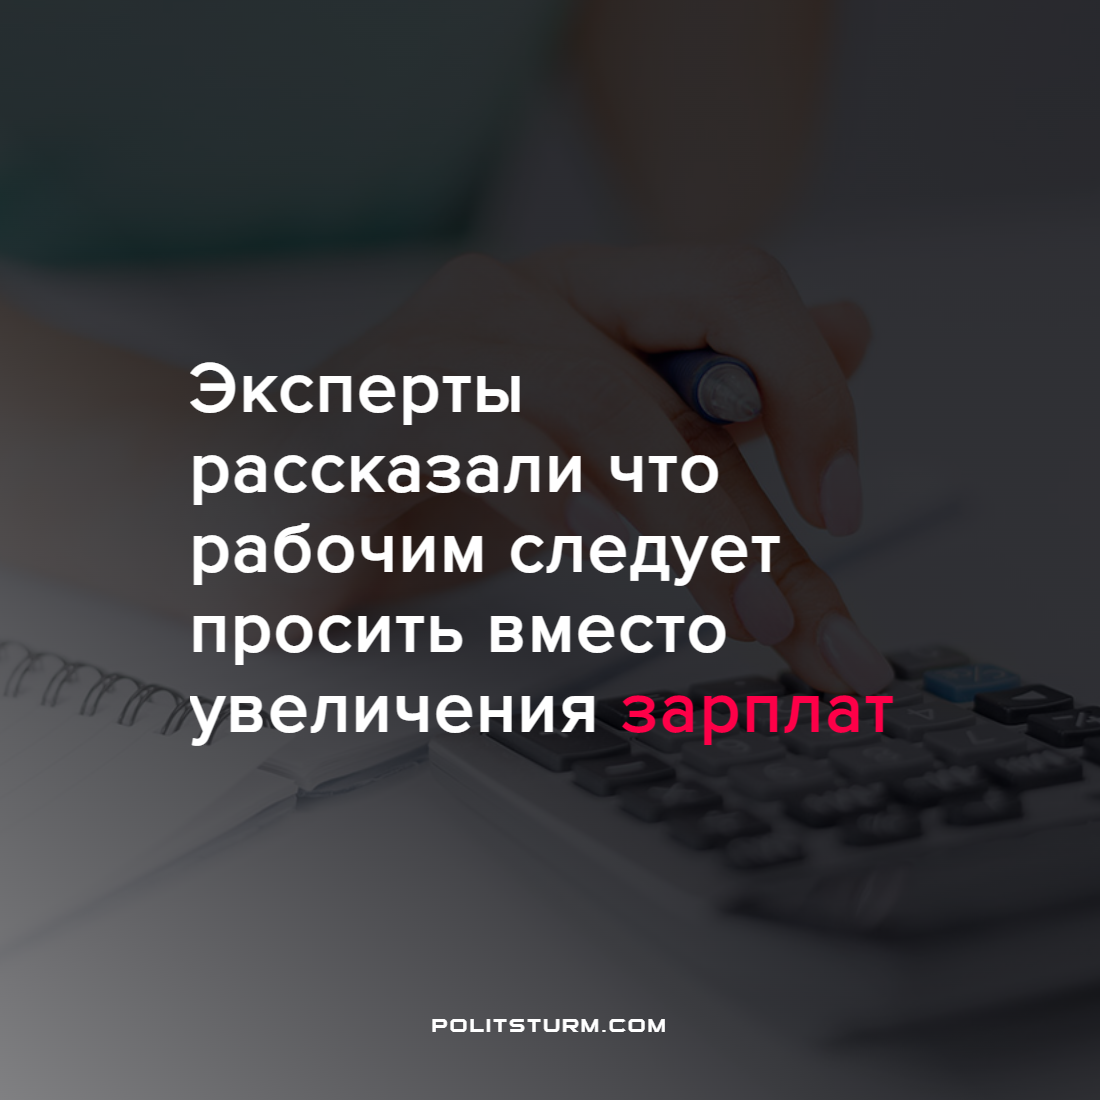 Эксперты
рассказали что
рабочим следует
просить вместо
увеличения зарплат
POLITSTURM.COM